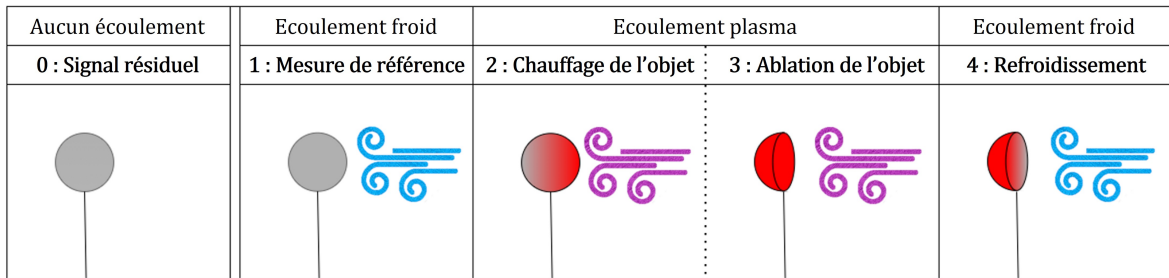 Aucun écoulement
Ecoulement froid
Ecoulement plasma
Ecoulement froid
0 : Signal résiduel
1 : Mesure de référence
2 : Chauffage de l'objet
3 : Ablation de l'objet
4 : Refroidissement